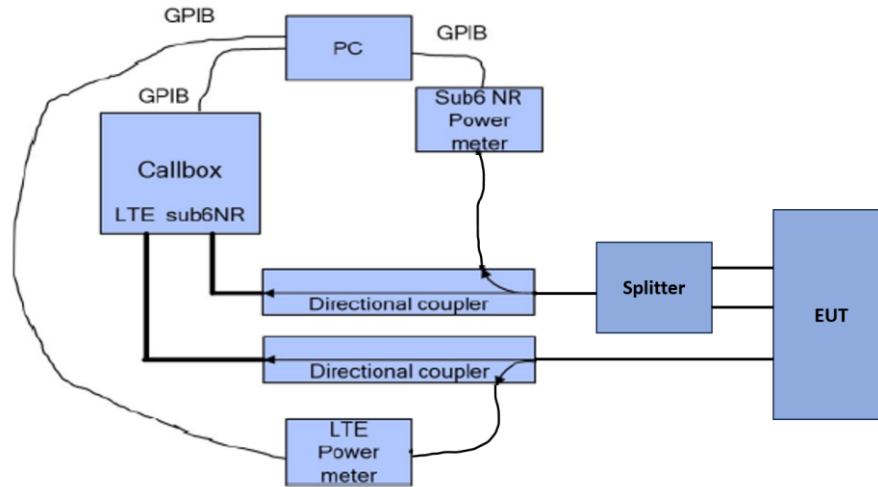 GPIB
PC
GPIB
GPIB
Sub6 NR
Power
meter
Callbox
LTE sub6NR
Directional coupler
Splitter
EUT
Directional coupler
LTE
Power
meter